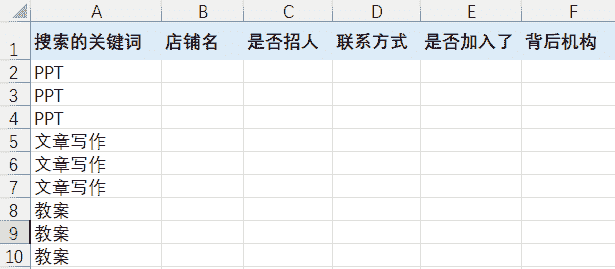 A B C D E F
1 搜索的关键词 店铺名 是否招人 联系方式 是否加入了 背后机构
2 PPT
3 PPT
4 PPT
5 文章写作
6 文章写作
7 文章写作
8 教案
9 教案
10 教案